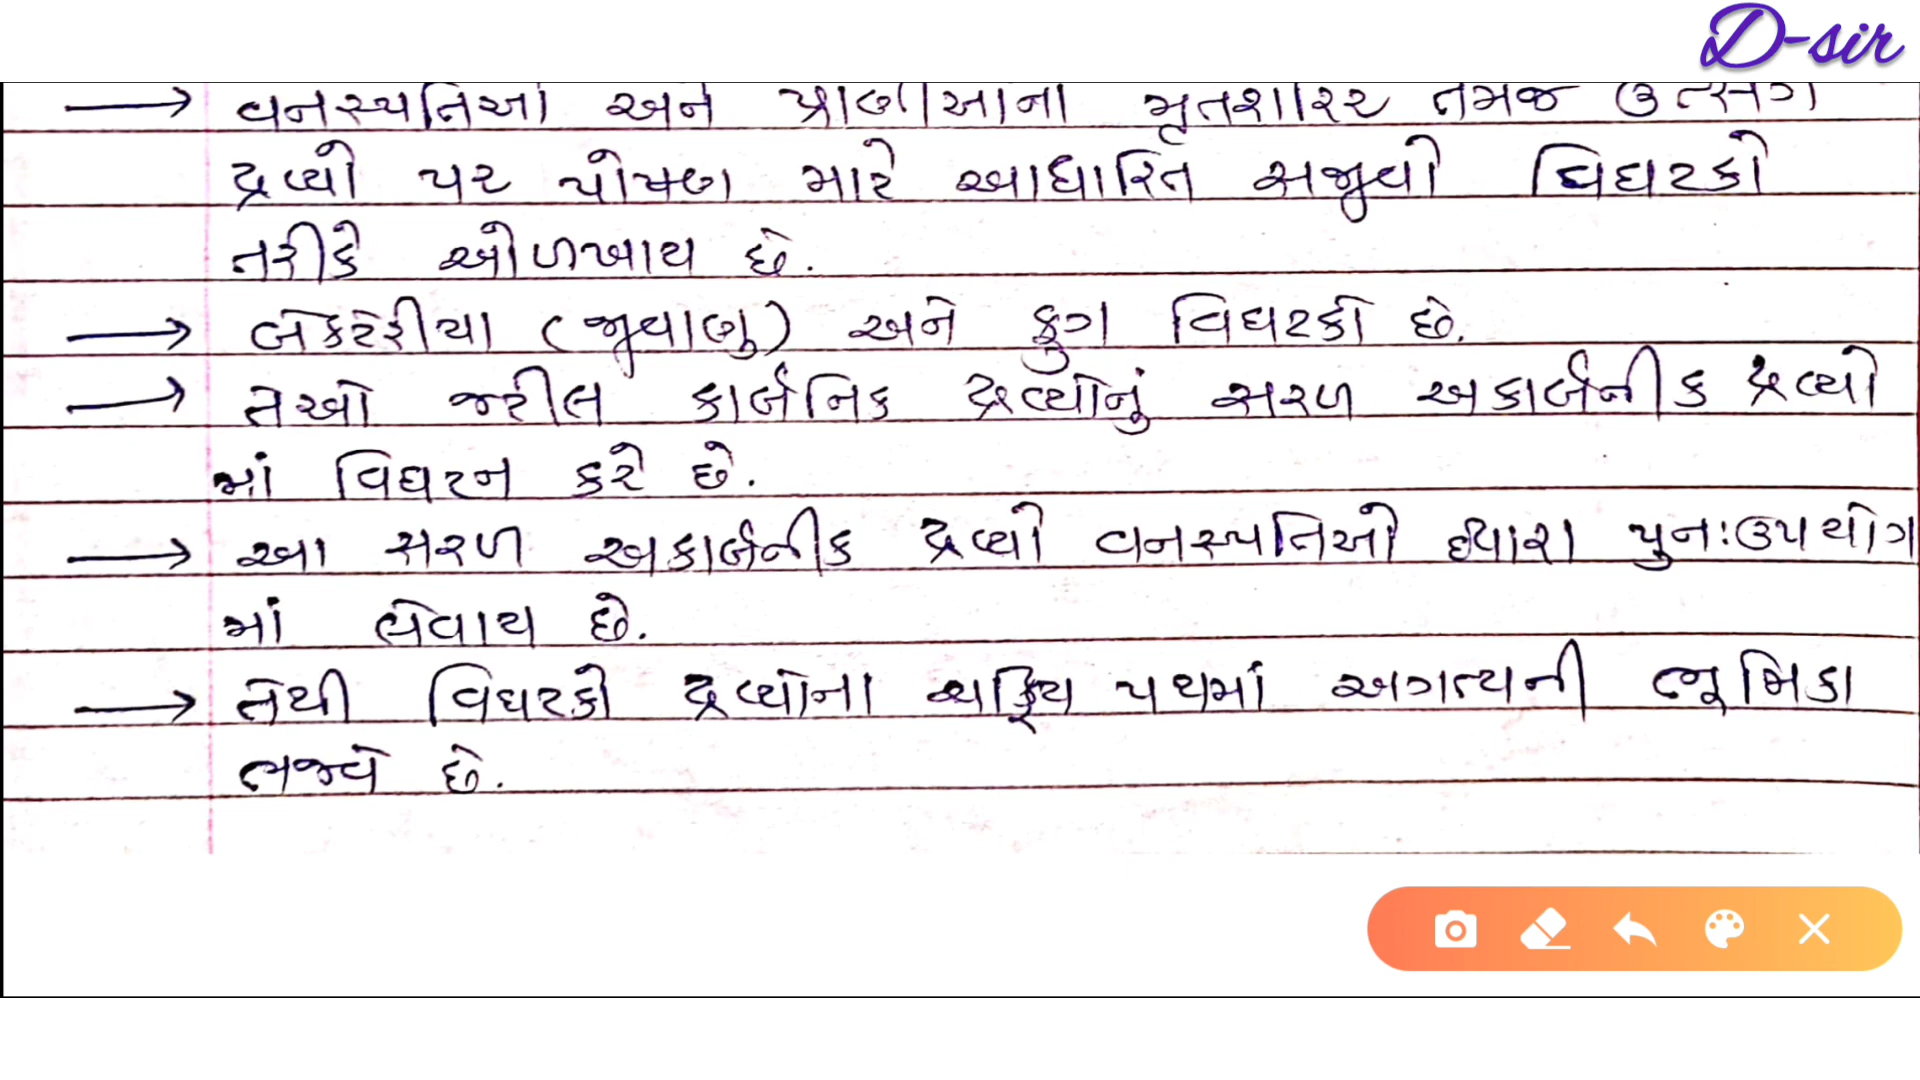 D-sir
→ વનસ્પતિઓ અને પ્રાણીઓના મૃતશરિર તેમજ ઉત્સર્ગ
દ્રવ્યો પર પોષણ માટે આધારિત સજીવો વિઘટકો
તરીકે ઓળખાય છે.
→ બેક્ટેરીયા (જીવાણુ) અને ફુગ વિઘટકો છે.
→ તેઓ જટીલ કાર્બનિક દ્રવ્યોનું સરળ અકાર્બનીક દ્રવ્યો
માં વિઘટન કરે છે.
→ આ સરળ અકાર્બનીક દ્રવ્યો વનસ્પતિઓ દ્વારા પુનઃઉપયોગ
માં લેવાય છે.
→ તેથી વિઘટકો દ્રવ્યોના ચક્રિય પથમાં અગત્યની ભૂમિકા
ભજવે છે.